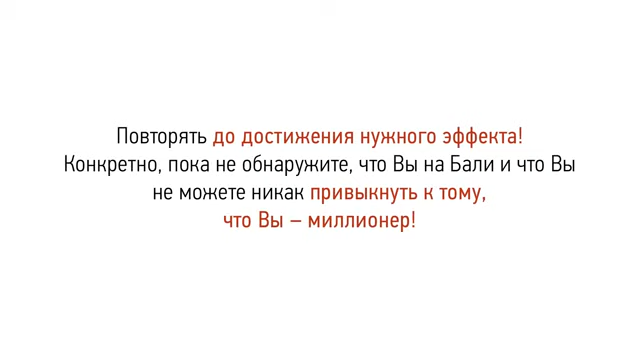 Повторять до достижения нужного эффекта!
Конкретно, пока не обнаружите, что Вы на Бали и что Вы
не можете никак привыкнуть к тому,
что Вы – миллионер!